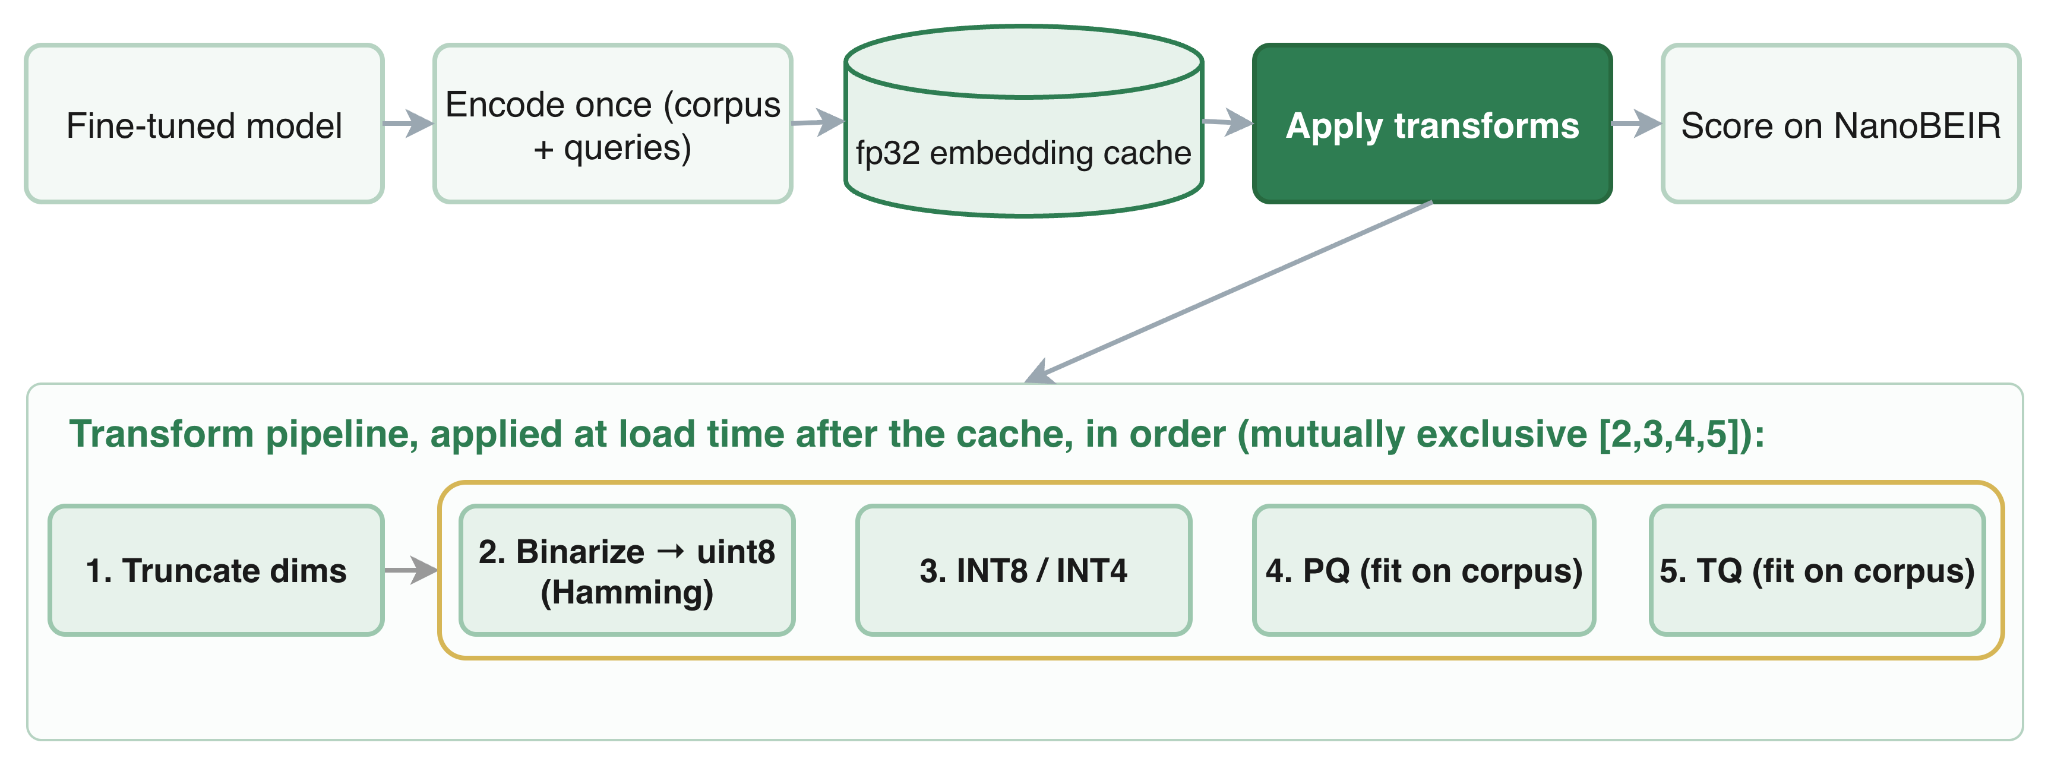 Fine-tuned model
Encode once (corpus
+ queries)
fp32 embedding cache
Apply transforms
Score on NanoBEIR
Transform pipeline, applied at load time after the cache, in order (mutually exclusive [2,3,4,5]):
1. Truncate dims
2. Binarize → uint8
(Hamming)
3. INT8 / INT4
4. PQ (fit on corpus)
5. TQ (fit on corpus)